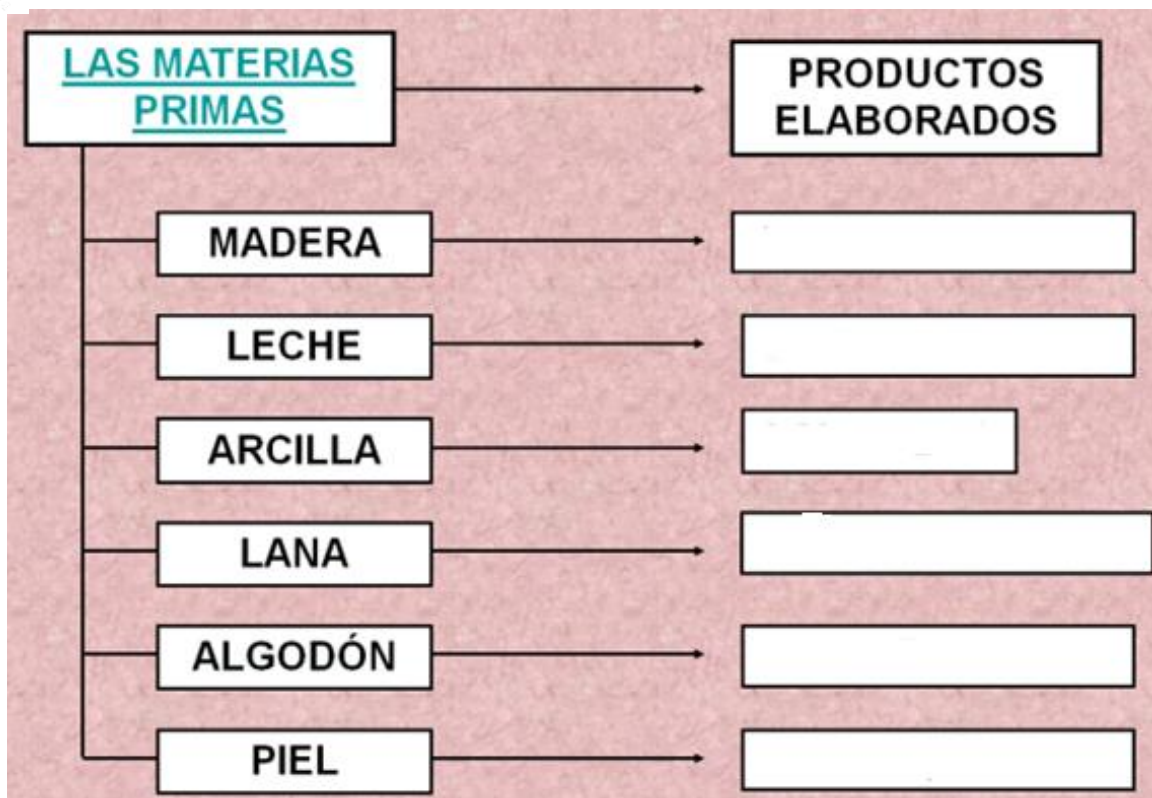 LAS MATERIAS
PRIMAS
PRODUCTOS
ELABORADOS
MADERA
LECHE
ARCILLA
LANA
ALGODÓN
PIEL